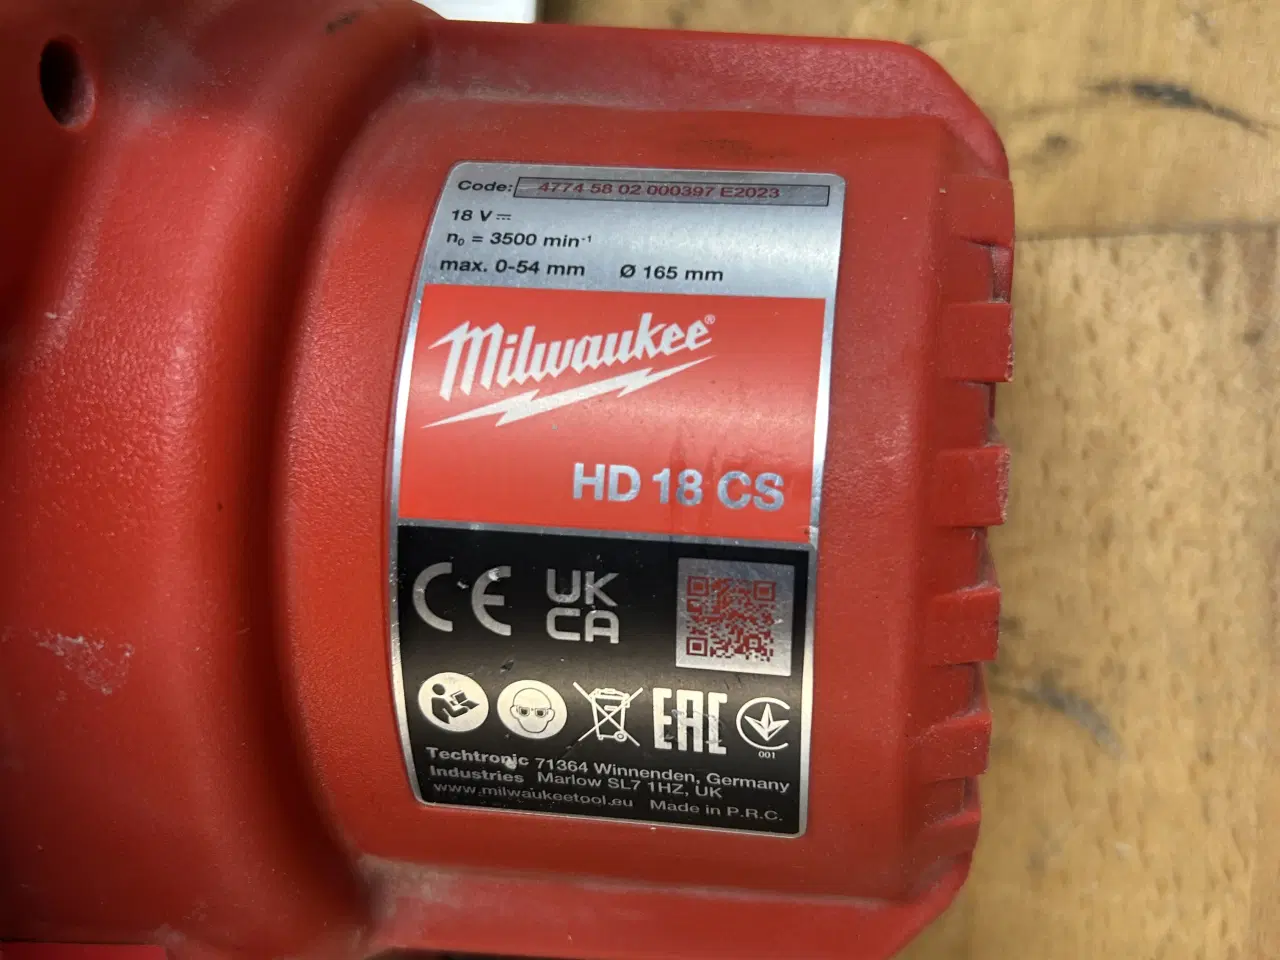 Code: 4774 58 02 000397 E2023
18 V ⎓
n₀ = 3500 min⁻¹
max. 0-54 mm Ø 165 mm
Milwaukee®
HD 18 CS
CE UK CA
EAC
001
Techtronic Industries
71364 Winnenden, Germany
Marlow SL7 1HZ, UK
www.milwaukeetool.eu Made in P.R.C.